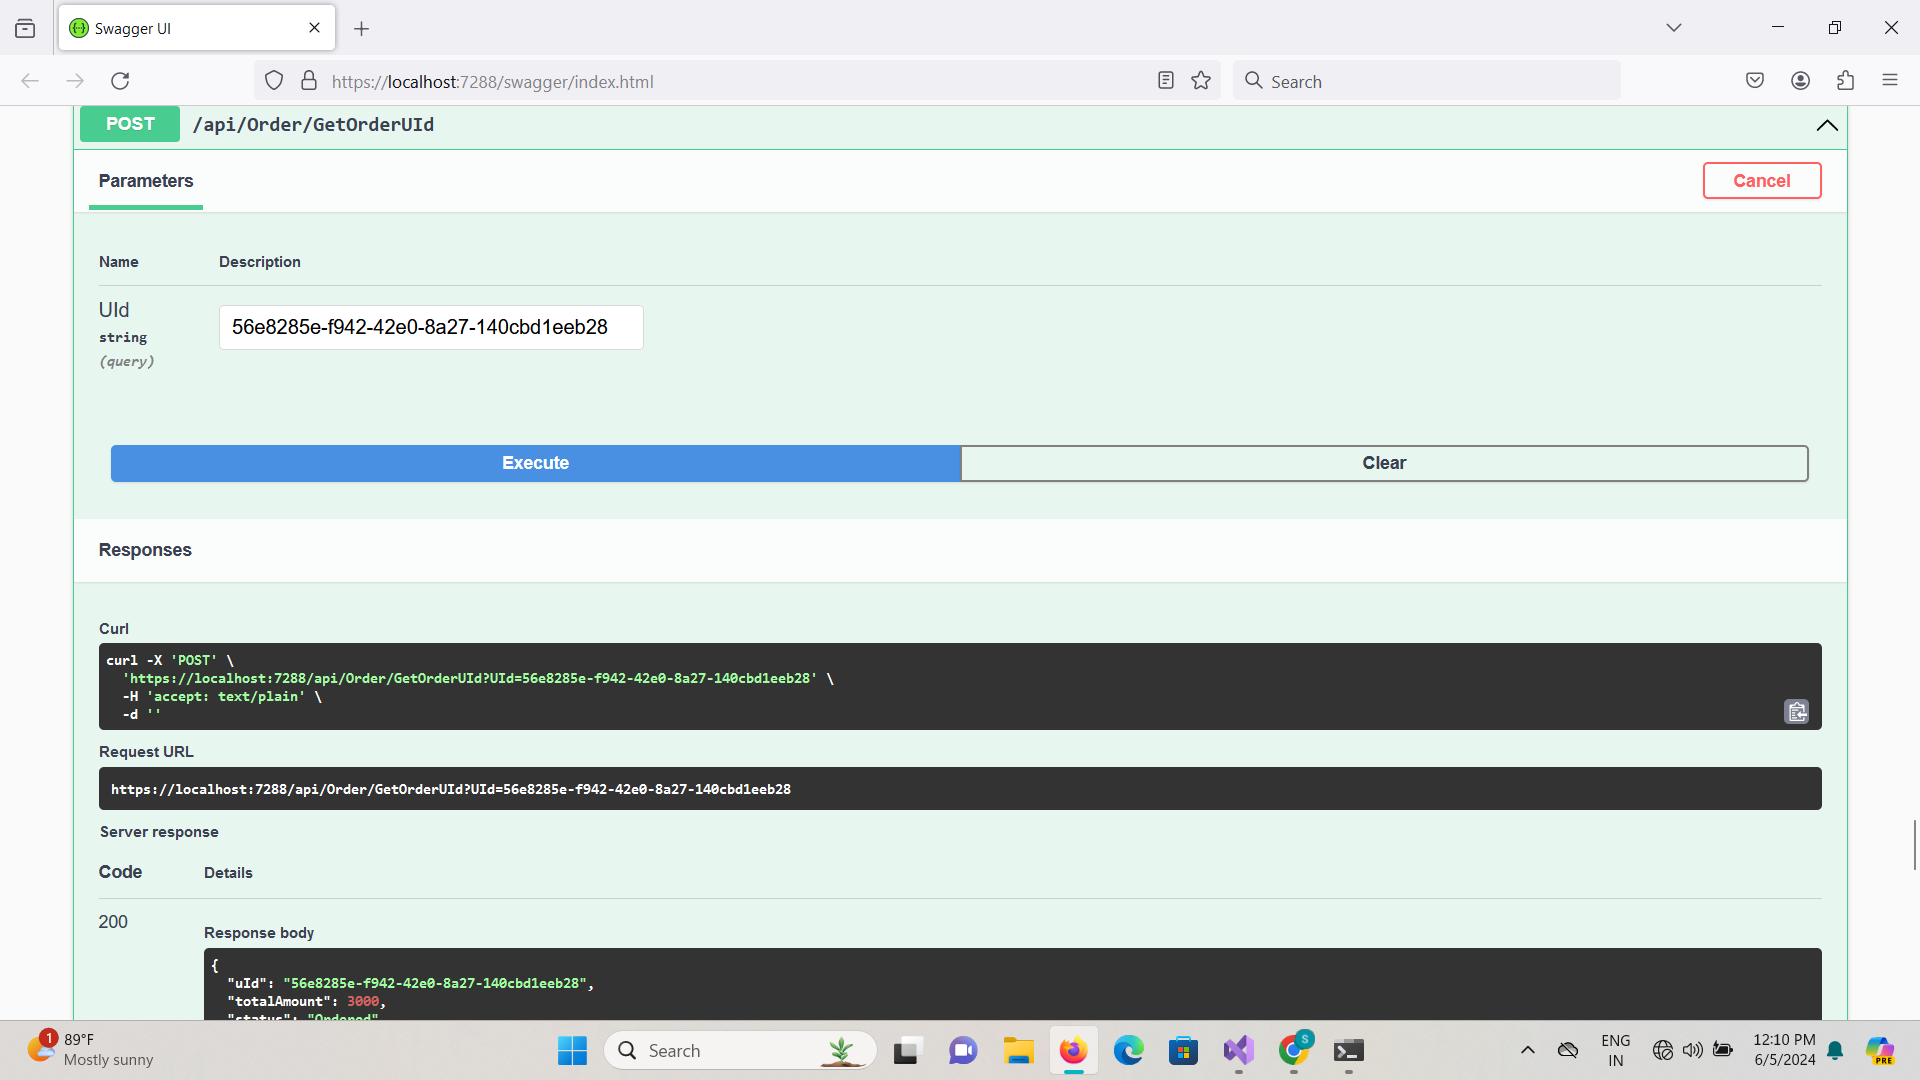 Swagger UI
https://localhost:7288/swagger/index.html
Search
POST /api/Order/GetOrderUId
Parameters
Cancel
Name Description
UId
string
(query)
56e8285e-f942-42e0-8a27-140cbd1eeb28
Execute
Clear
Responses
Curl
curl -X 'POST' \
'https://localhost:7288/api/Order/GetOrderUId?UId=56e8285e-f942-42e0-8a27-140cbd1eeb28' \
-H 'accept: text/plain' \
-d ''
Request URL
https://localhost:7288/api/Order/GetOrderUId?UId=56e8285e-f942-42e0-8a27-140cbd1eeb28
Server response
Code Details
200
Response body
{
"uId": "56e8285e-f942-42e0-8a27-140cbd1eeb28",
"totalAmount": 3000,
"status": "Ordered"
1
89°F
Mostly sunny
Search
S
ENG
IN
12:10 PM
6/5/2024
PRE